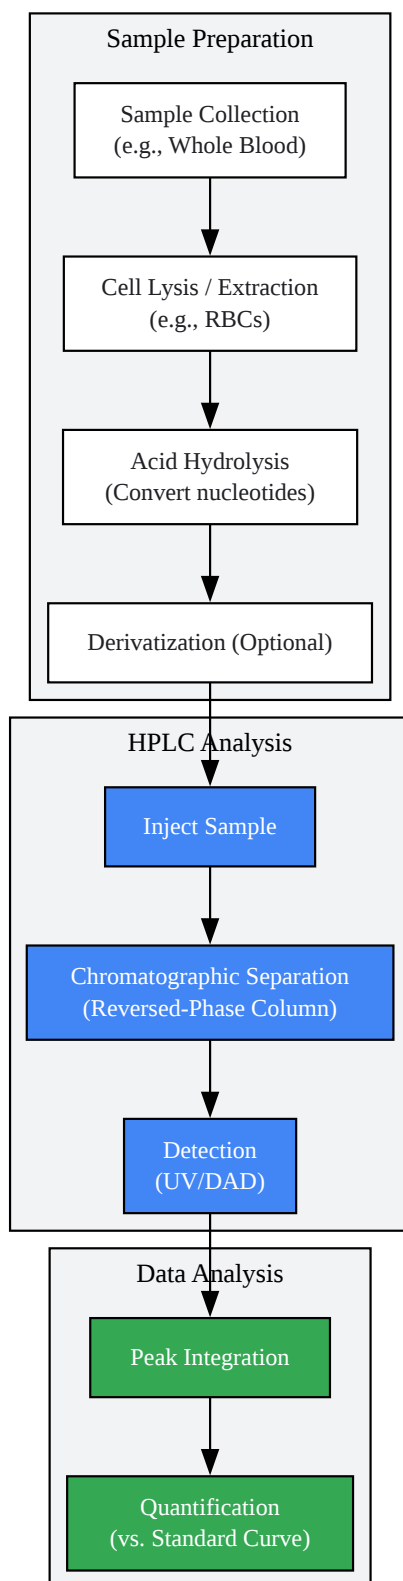 Sample Preparation
Sample Collection
(e.g., Whole Blood)
Cell Lysis / Extraction
(e.g., RBCs)
Acid Hydrolysis
(Convert nucleotides)
Derivatization (Optional)
HPLC Analysis
Inject Sample
Chromatographic Separation
(Reversed-Phase Column)
Detection
(UV/DAD)
Data Analysis
Peak Integration
Quantification
(vs. Standard Curve)